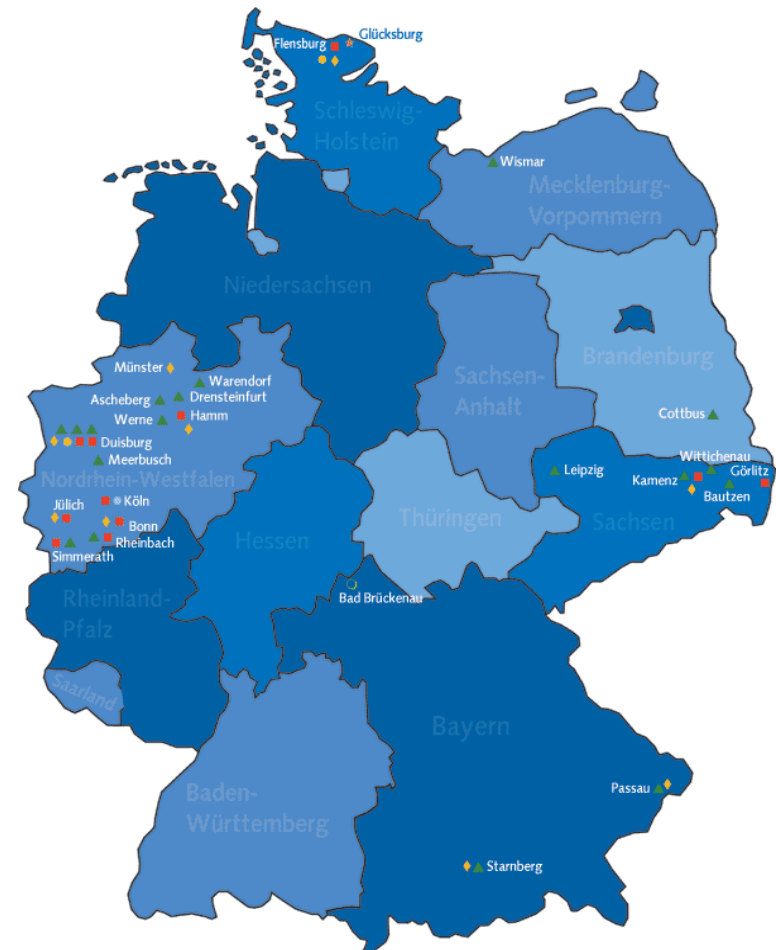 Glücksburg
Flensburg
Schleswig-
Holstein
Wismar
Mecklenburg-
Vorpommern
Niedersachsen
Brandenburg
Münster
Warendorf
Sachsen-
Anhalt
Ascheberg
Drensteinfurt
Werne
Hamm
Cottbus
Duisburg
Meerbusch
Wittichenau
Leipzig
Görlitz
Nordrhein-Westfalen
Kamenz
Bautzen
Jülich
Köln
Thüringen
Sachsen
Bonn
Hessen
Rheinbach
Simmerath
Rheinland-
Pfalz
Bad Brückenau
Saarland
Bayern
Baden-
Württemberg
Passau
Starnberg